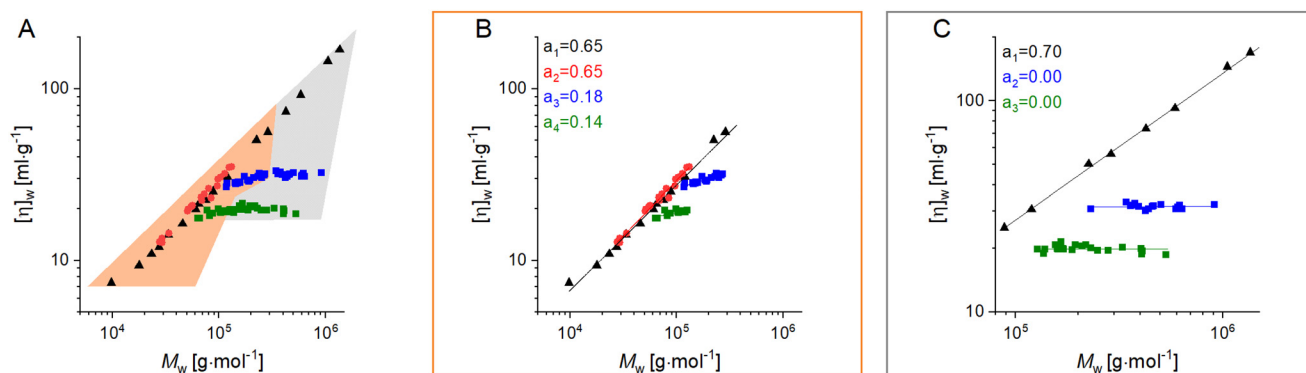 A
[η]w [ml·g⁻¹]
100
10
10⁴
10⁵
10⁶
Mw [g·mol⁻¹]
B
a₁=0.65
a₂=0.65
a₃=0.18
a₄=0.14
[η]w [ml·g⁻¹]
100
10
10⁴
10⁵
10⁶
Mw [g·mol⁻¹]
C
a₁=0.70
a₂=0.00
a₃=0.00
[η]w [ml·g⁻¹]
100
10
10⁵
10⁶
Mw [g·mol⁻¹]